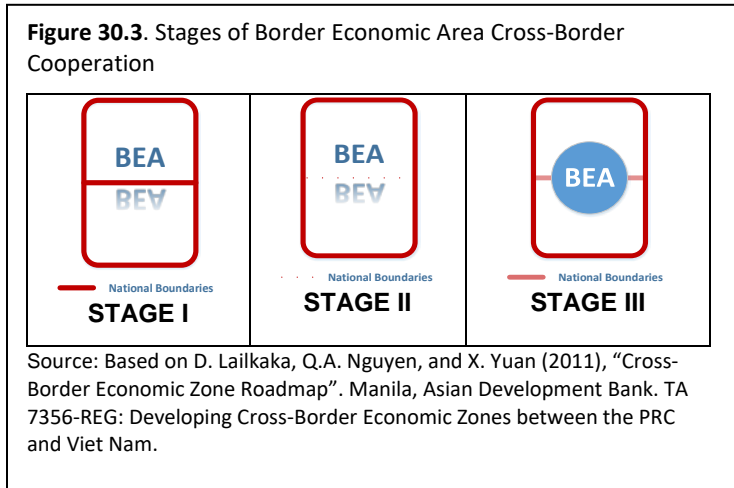 Figure 30.3. Stages of Border Economic Area Cross-Border
Cooperation
BEA
BEA
National Boundaries
STAGE I
BEA
BEA
National Boundaries
STAGE II
BEA
National Boundaries
STAGE III
Source: Based on D. Lailkaka, Q.A. Nguyen, and X. Yuan (2011), “Cross-
Border Economic Zone Roadmap”. Manila, Asian Development Bank. TA
7356-REG: Developing Cross-Border Economic Zones between the PRC
and Viet Nam.